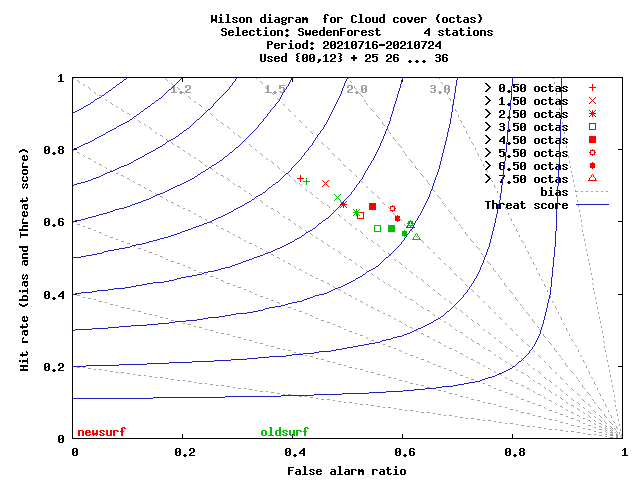 Wilson diagram  for Cloud cover (octas)
Selection: SwedenForest      4 stations
Period: 20210716-20210724
Used {00,12} + 25 26 ... 36
Hit rate (bias and Threat score)
1
0.8
0.6
0.4
0.2
0
1.2
1.5
2.0
3.0
> 0.50 octas
> 1.50 octas
> 2.50 octas
> 3.50 octas
> 4.50 octas
> 5.50 octas
> 6.50 octas
> 7.50 octas
bias
Threat score
newsurf
oldsurf
0
0.2
0.4
0.6
0.8
1
False alarm ratio